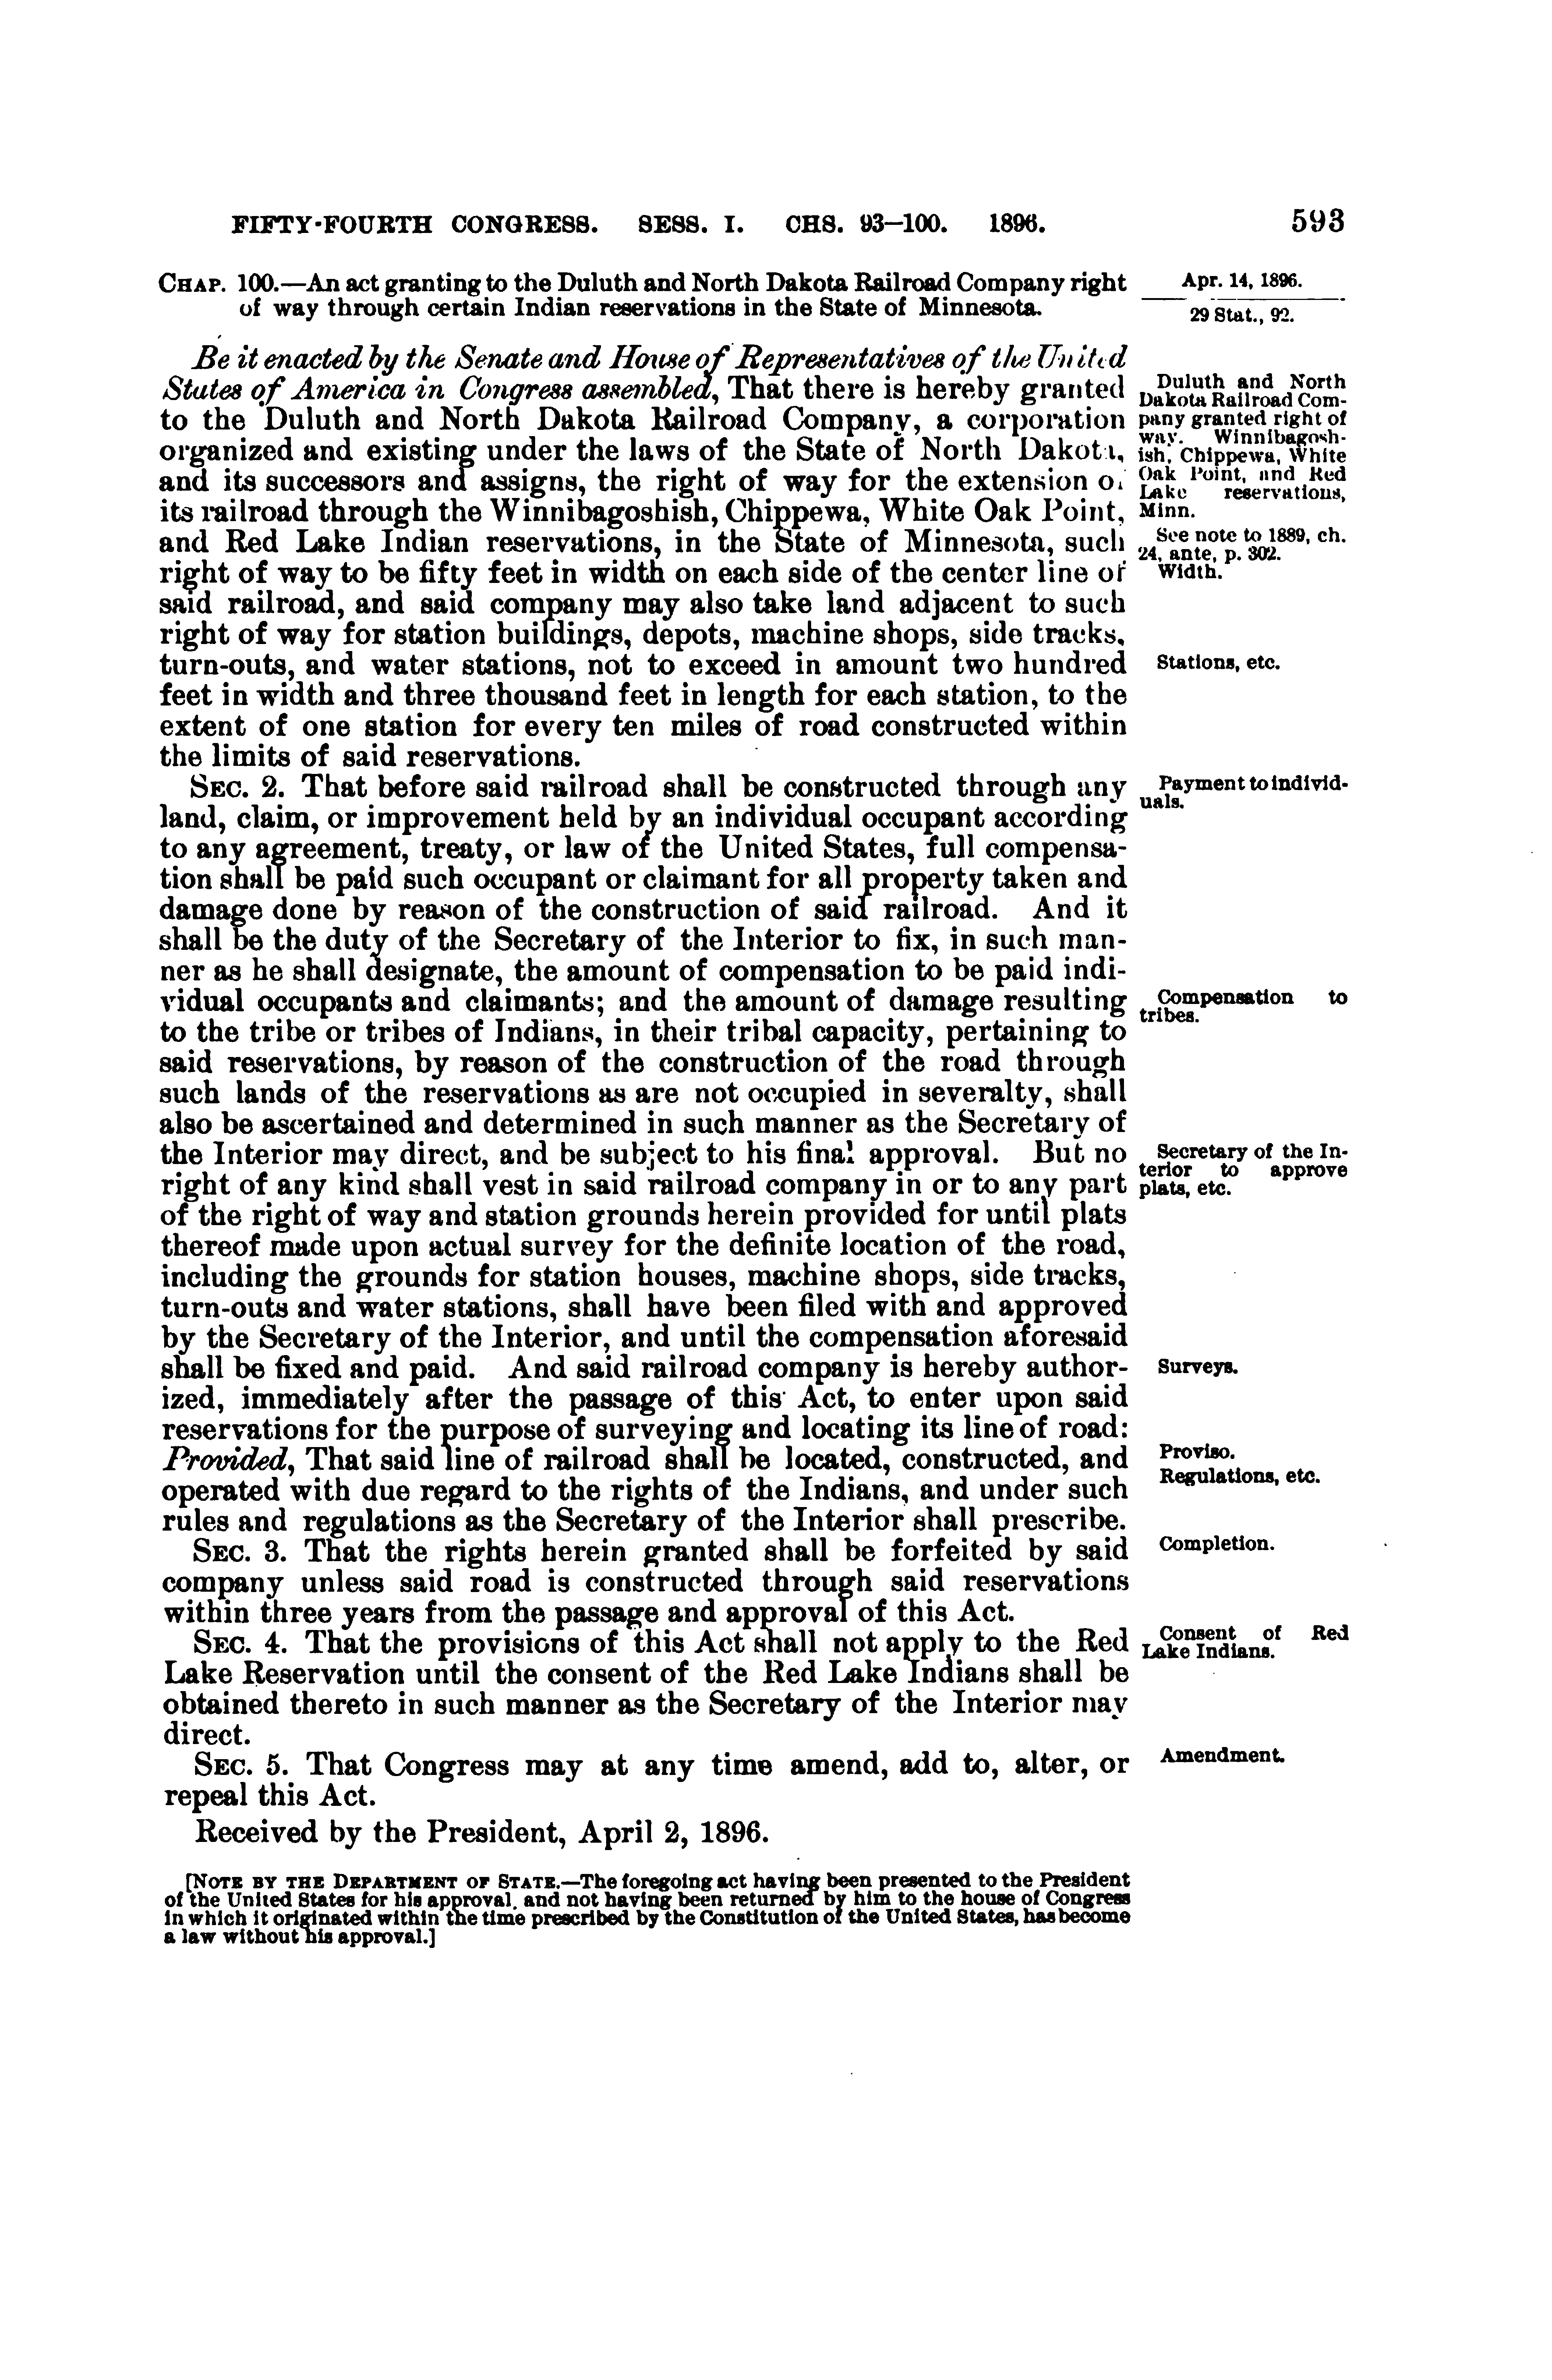 FIFTY-FOURTH CONGRESS. SESS. I. CHS. 93–100. 1896. 593
CHAP. 100.—An act granting to the Duluth and North Dakota Railroad Company right
of way through certain Indian reservations in the State of Minnesota.
Apr. 14, 1896.
29 Stat., 92.
Be it enacted by the Senate and House of Representatives of the United
States of America in Congress assembled, That there is hereby granted
to the Duluth and North Dakota Railroad Company, a corporation
organized and existing under the laws of the State of North Dakota,
and its successors and assigns, the right of way for the extension of
its railroad through the Winnibagoshish, Chippewa, White Oak Point,
and Red Lake Indian reservations, in the State of Minnesota, such
right of way to be fifty feet in width on each side of the center line of
said railroad, and said company may also take land adjacent to such
right of way for station buildings, depots, machine shops, side tracks,
turn-outs, and water stations, not to exceed in amount two hundred
feet in width and three thousand feet in length for each station, to the
extent of one station for every ten miles of road constructed within
the limits of said reservations.
Duluth and North
Dakota Railroad Com-
pany granted right of
way. Winnibagosh-
ish, Chippewa, White
Oak Point, and Red
Lake reservations,
Minn.
See note to 1889, ch.
24, ante, p. 302.
Width.
Stations, etc.
SEC. 2. That before said railroad shall be constructed through any
land, claim, or improvement held by an individual occupant according
to any agreement, treaty, or law of the United States, full compensa-
tion shall be paid such occupant or claimant for all property taken and
damage done by reason of the construction of said railroad. And it
shall be the duty of the Secretary of the Interior to fix, in such man-
ner as he shall designate, the amount of compensation to be paid indi-
vidual occupants and claimants; and the amount of damage resulting
to the tribe or tribes of Indians, in their tribal capacity, pertaining to
said reservations, by reason of the construction of the road through
such lands of the reservations as are not occupied in severalty, shall
also be ascertained and determined in such manner as the Secretary of
the Interior may direct, and be subject to his final approval. But no
right of any kind shall vest in said railroad company in or to any part
of the right of way and station grounds herein provided for until plats
thereof made upon actual survey for the definite location of the road,
including the grounds for station houses, machine shops, side tracks,
turn-outs and water stations, shall have been filed with and approved
by the Secretary of the Interior, and until the compensation aforesaid
shall be fixed and paid. And said railroad company is hereby author-
ized, immediately after the passage of this Act, to enter upon said
reservations for the purpose of surveying and locating its line of road:
Provided, That said line of railroad shall be located, constructed, and
operated with due regard to the rights of the Indians, and under such
rules and regulations as the Secretary of the Interior shall prescribe.
Payment to individ-
uals.
Compensation to
tribes.
Secretary of the In-
terior to approve
plats, etc.
Surveys.
Proviso.
Regulations, etc.
SEC. 3. That the rights herein granted shall be forfeited by said
company unless said road is constructed through said reservations
within three years from the passage and approval of this Act.
Completion.
SEC. 4. That the provisions of this Act shall not apply to the Red
Lake Reservation until the consent of the Red Lake Indians shall be
obtained thereto in such manner as the Secretary of the Interior may
direct.
Consent of Red
Lake Indians.
SEC. 5. That Congress may at any time amend, add to, alter, or
repeal this Act.
Amendment.
Received by the President, April 2, 1896.
[NOTE BY THE DEPARTMENT OF STATE.—The foregoing act having been presented to the President
of the United States for his approval, and not having been returned by him to the house of Congress
in which it originated within the time prescribed by the Constitution of the United States, has become
a law without his approval.]